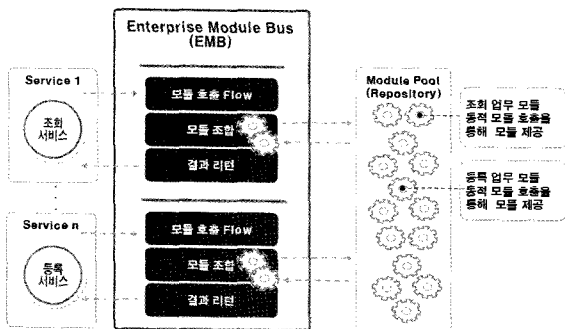 Enterprise Module Bus
(EMB)
Service 1
조회
서비스
모듈 호출 Flow
모듈 조합
결과 리턴
Module Pool
(Repository)
조회 업무 모듈
동적 모듈 호출을
통해 모듈 제공
등록 업무 모듈
동적 모듈 호출을
통해 모듈 제공
Service n
등록
서비스
모듈 호출 Flow
모듈 조합
결과 리턴